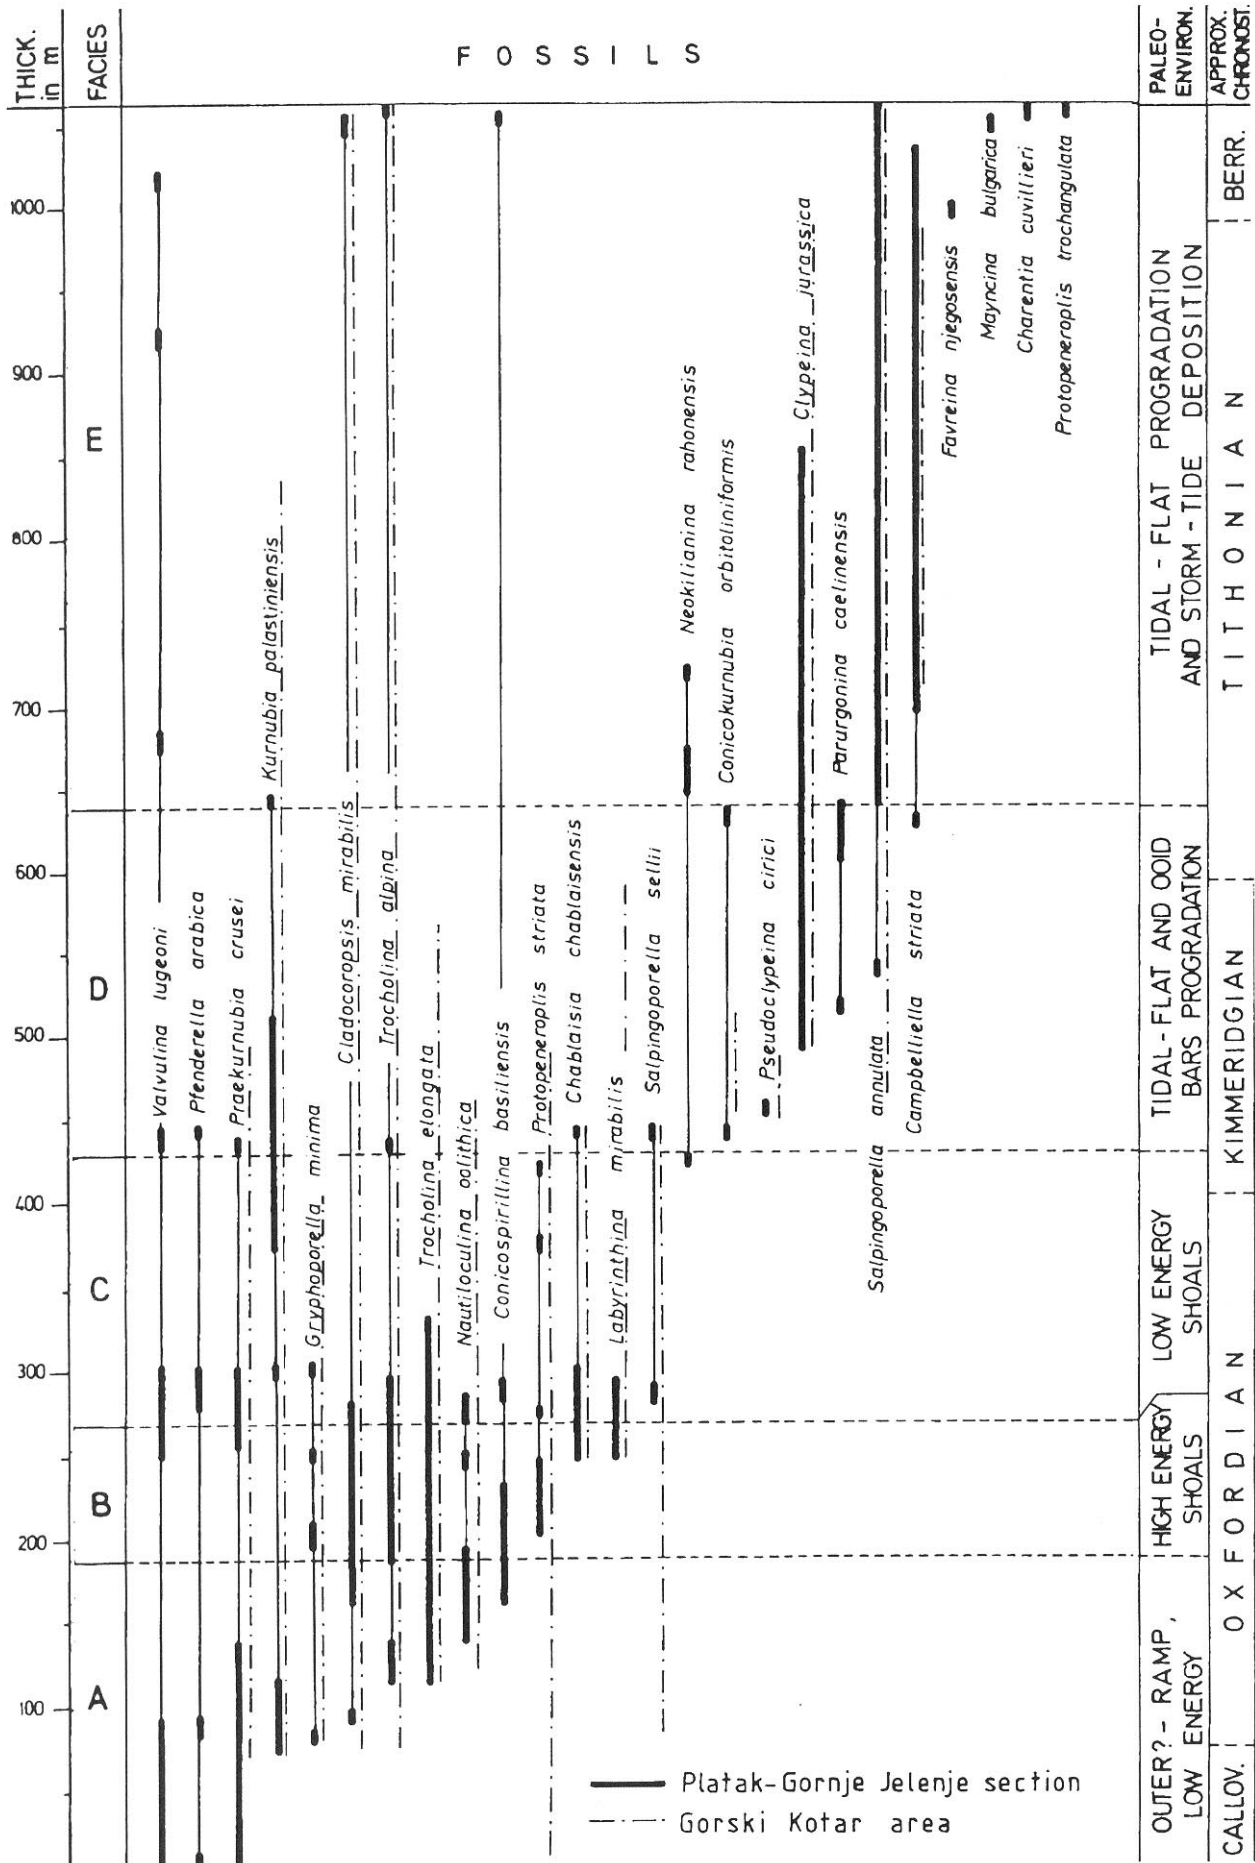 THICK.
in m
FACIES
F O S S I L S
PALEO-
ENVIRON.
APPROX.
CHRONOST.
1000
900
800
700
600
500
400
300
200
100
E
D
C
B
A
Valvulina lugeoni
Pfenderella arabica
Praekurnubia crusei
Kurnubia palastiniensis
Gryphoporella minima
Cladocoropsis mirabilis
Trocholina alpina
Trocholina elongata
Nautiloculina oolithica
Conicospirillina basiliensis
Protopeneroplis striata
Chablaisia chablaisensis
Labyrinthina mirabilis
Salpingoporella sellii
Neokilianina rahonensis
Conicokurnubia orbitoliniformis
Pseudoclypeina cirici
Clypeina jurassica
Parurgonina caelinensis
Salpingoporella annulata
Campbelliella striata
Favreina njegosensis
Mayncina bulgarica
Charentia cuvillieri
Protopeneroplis trochangulata
TIDAL-FLAT PROGRADATION
AND STORM-TIDE DEPOSITION
TIDAL-FLAT AND OOID
BARS PROGRADATION
LOW ENERGY
SHOALS
HIGH ENERGY
SHOALS
OUTER?- RAMP,
LOW ENERGY
BERR.
TITHONIAN
KIMMERIDGIAN
OXFORDIAN
CALLOV.
Platak-Gornje Jelenje section
Gorski Kotar area